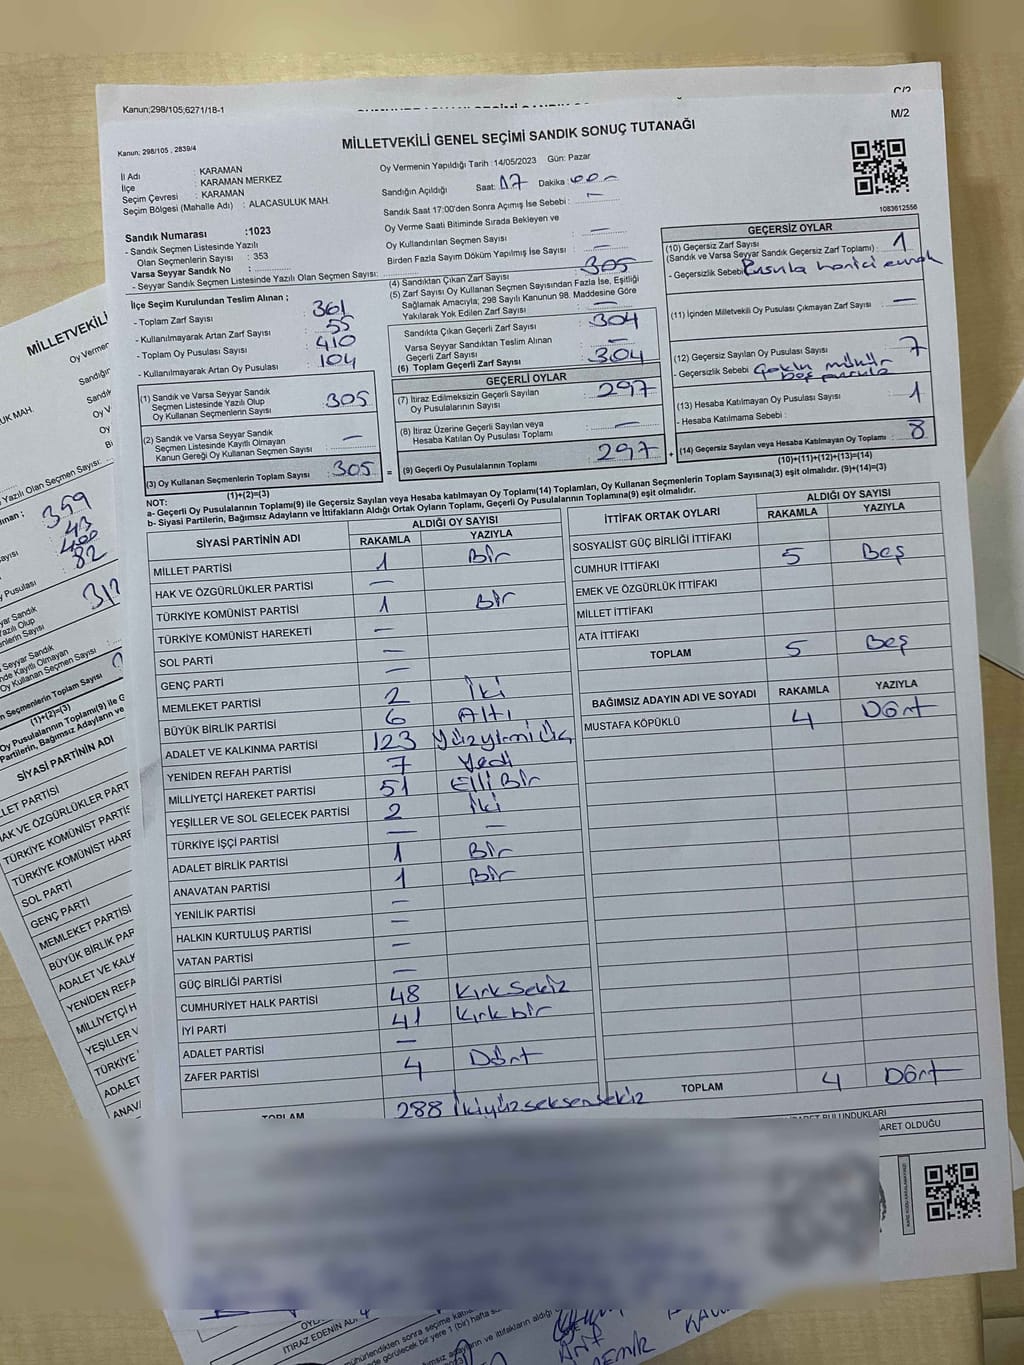 Kanun;298/105;6271/18-1
M/2
Kanun; 298/105 , 2839/4
MİLLETVEKİLİ GENEL SEÇİMİ SANDIK SONUÇ TUTANAĞI
İl Adı : KARAMAN
İlçe : KARAMAN MERKEZ
Seçim Çevresi : KARAMAN
Seçim Bölgesi (Mahalle Adı) : ALACASULUK MAH.
Oy Vermenin Yapıldığı Tarih : 14/05/2023 Gün: Pazar
Sandığın Açıldığı Saat: 17 Dakika
Sandık Saat 17:00'den Sonra Açımış İse Sebebi : —
Oy Verme Saati Bitiminde Sırada Bekleyen ve
Oy Kullandırılan Seçmen Sayısı : —
Birden Fazla Sayım Döküm Yapılmış İse Sayısı : —
1083612556
Sandık Numarası :1023
- Sandık Seçmen Listesinde Yazılı
Olan Seçmenlerin Sayısı : 353
Varsa Seyyar Sandık No :
- Seyyar Sandık Seçmen Listesinde Yazılı Olan Seçmen Sayısı:
İlçe Seçim Kurulundan Teslim Alınan ;
- Toplam Zarf Sayısı : 361
- Kullanılmayarak Artan Zarf Sayısı : 55
- Toplam Oy Pusulası Sayısı : 410
- Kullanılmayarak Artan Oy Pusulası : 104
(1) Sandık ve Varsa Seyyar Sandık
Seçmen Listesinde Yazılı Olup
Oy Kullanan Seçmenlerin Sayısı : 305
(2) Sandık ve Varsa Seyyar Sandık
Seçmen Listesinde Kayıtlı Olmayan
Kanun Gereği Oy Kullanan Seçmen Sayısı : —
(3) Oy Kullanan Seçmenlerin Toplam Sayısı : 305
(1)+(2)=(3)
(4) Sandıktan Çıkan Zarf Sayısı : 305
(5) Zarf Sayısı Oy Kullanan Seçmen Sayısından Fazla İse, Eşitliği
Sağlamak Amacıyla; 298 Sayılı Kanunun 98. Maddesine Göre
Yakılarak Yok Edilen Zarf Sayısı : —
Sandıkta Çıkan Geçerli Zarf Sayısı : 304
Varsa Seyyar Sandıktan Teslim Alınan
Geçerli Zarf Sayısı : —
(6) Toplam Geçerli Zarf Sayısı : 304
GEÇERLİ OYLAR
(7) İtiraz Edilmeksizin Geçerli Sayılan
Oy Pusulalarının Sayısı : 297
(8) İtiraz Üzerine Geçerli Sayılan veya
Hesaba Katılan Oy Pusulası Toplamı : —
= (9) Geçerli Oy Pusulalarının Toplamı : 297
GEÇERSİZ OYLAR
(10) Geçersiz Zarf Sayısı
(Sandık ve Varsa Seyyar Sandık Geçersiz Zarf Toplamı) : 1
- Geçersizlik Sebebi: Pusula harici evrak
(11) İçinden Milletvekili Oy Pusulası Çıkmayan Zarf Sayısı : —
(12) Geçersiz Sayılan Oy Pusulası Sayısı : 7
- Geçersizlik Sebebi : Çoklu mühür
boş pusula
(13) Hesaba Katılmayan Oy Pusulası Sayısı : 1
- Hesaba Katılmama Sebebi :
+ (14) Geçersiz Sayılan veya Hesaba Katılmayan Oy Toplamı : 8
(10)+(11)+(12)+(13)=(14)
NOT:
a- Geçerli Oy Pusulalarının Toplamı(9) ile Geçersiz Sayılan veya Hesaba katılmayan Oy Toplamı(14) Toplamları, Oy Kullanan Seçmenlerin Toplam Sayısına(3) eşit olmalıdır. (9)+(14)=(3)
b- Siyasi Partilerin, Bağımsız Adayların ve İttifakların Aldığı Ortak Oyların Toplamı, Geçerli Oy Pusulalarının Toplamına(9) eşit olmalıdır.
SİYASİ PARTİNİN ADI ALDIĞI OY SAYISI
RAKAMLA YAZIYLA
MİLLET PARTİSİ 1 Bir
HAK VE ÖZGÜRLÜKLER PARTİSİ —
TÜRKİYE KOMÜNİST PARTİSİ 1 Bir
TÜRKİYE KOMÜNİST HAREKETİ —
SOL PARTİ —
GENÇ PARTİ —
MEMLEKET PARTİSİ 2 İki
BÜYÜK BİRLİK PARTİSİ 6 Altı
ADALET VE KALKINMA PARTİSİ 123 Yüzyirmi üç
YENİDEN REFAH PARTİSİ 7 Yedi
MİLLİYETÇİ HAREKET PARTİSİ 51 Elli Bir
YEŞİLLER VE SOL GELECEK PARTİSİ 2 İki
TÜRKİYE İŞÇİ PARTİSİ — —
ADALET BİRLİK PARTİSİ 1 Bir
ANAVATAN PARTİSİ 1 Bir
YENİLİK PARTİSİ —
HALKIN KURTULUŞ PARTİSİ —
VATAN PARTİSİ —
GÜÇ BİRLİĞİ PARTİSİ —
CUMHURİYET HALK PARTİSİ 48 Kırk Sekiz
İYİ PARTİ 41 Kırk bir
ADALET PARTİSİ —
ZAFER PARTİSİ 4 Dört
TOPLAM 288 İkiyüzseksensekiz
İTTİFAK ORTAK OYLARI ALDIĞI OY SAYISI
RAKAMLA YAZIYLA
SOSYALİST GÜÇ BİRLİĞİ İTTİFAKI
CUMHUR İTTİFAKI 5 Beş
EMEK VE ÖZGÜRLÜK İTTİFAKI
MİLLET İTTİFAKI
ATA İTTİFAKI
TOPLAM 5 Beş
BAĞIMSIZ ADAYIN ADI VE SOYADI RAKAMLA YAZIYLA
MUSTAFA KÖPÜKLÜ 4 Dört
TOPLAM 4 Dört
BULUNDUKLARI
ARET OLDUĞU
MİLLETVEKİLİ
Oy Vermer
UK MAH.
Yazılı Olan Seçmen Sayısı:
399
43
400
82
SİYASİ PARTİNİN ADI
LLET PARTİSİ
AK VE ÖZGÜRLÜKLER PART
TÜRKİYE KOMÜNİST PARTİS
TÜRKİYE KOMÜNİST HARE
SOL PARTİ
GENÇ PARTİ
MEMLEKET PARTİSİ
BÜYÜK BİRLİK PAR
ADALET VE KALK
YENİDEN REFA
MİLLİYETÇİ H
YEŞİLLER V
TÜRKİYE
ADALET
ANAV
İTİRAZ EDENİN